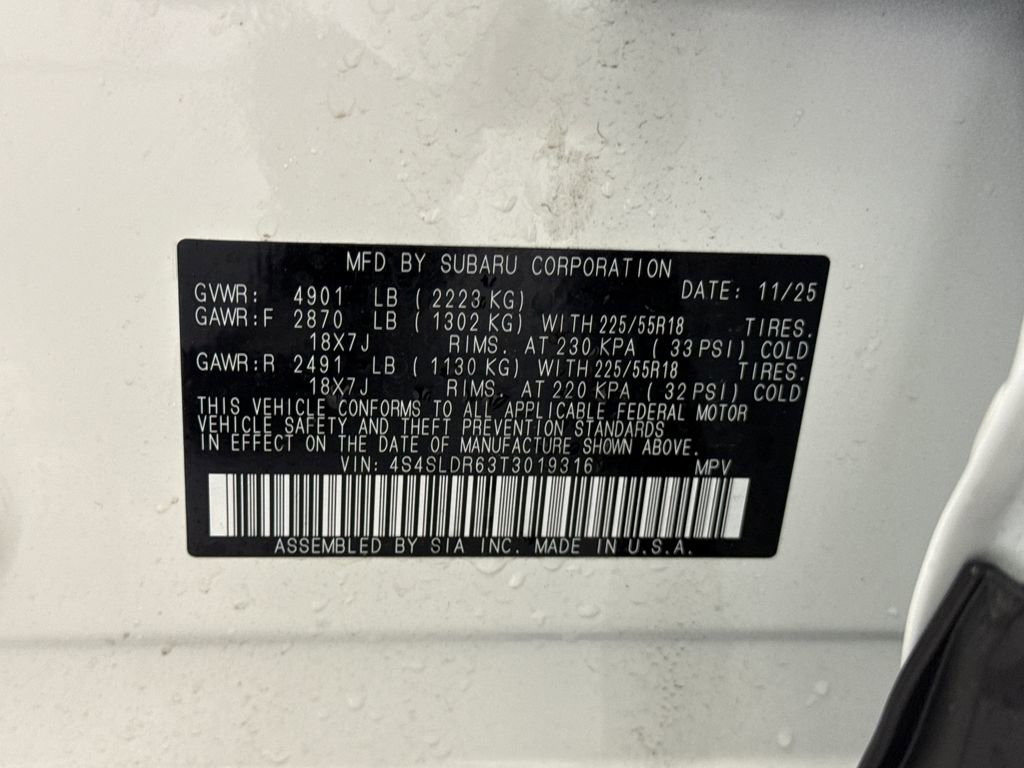 MFD BY SUBARU CORPORATION
GVWR: 4901 LB ( 2223 KG) DATE: 11/25
GAWR:F 2870 LB ( 1302 KG) WITH 225/55R18 TIRES.
18X7J RIMS. AT 230 KPA ( 33 PSI) COLD
GAWR:R 2491 LB ( 1130 KG) WITH 225/55R18 TIRES.
18X7J RIMS. AT 220 KPA ( 32 PSI) COLD
THIS VEHICLE CONFORMS TO ALL APPLICABLE FEDERAL MOTOR
VEHICLE SAFETY AND THEFT PREVENTION STANDARDS
IN EFFECT ON THE DATE OF MANUFACTURE SHOWN ABOVE.
VIN: 4S4SLDR63T3019316 MPV
ASSEMBLED BY SIA INC. MADE IN U.S.A.